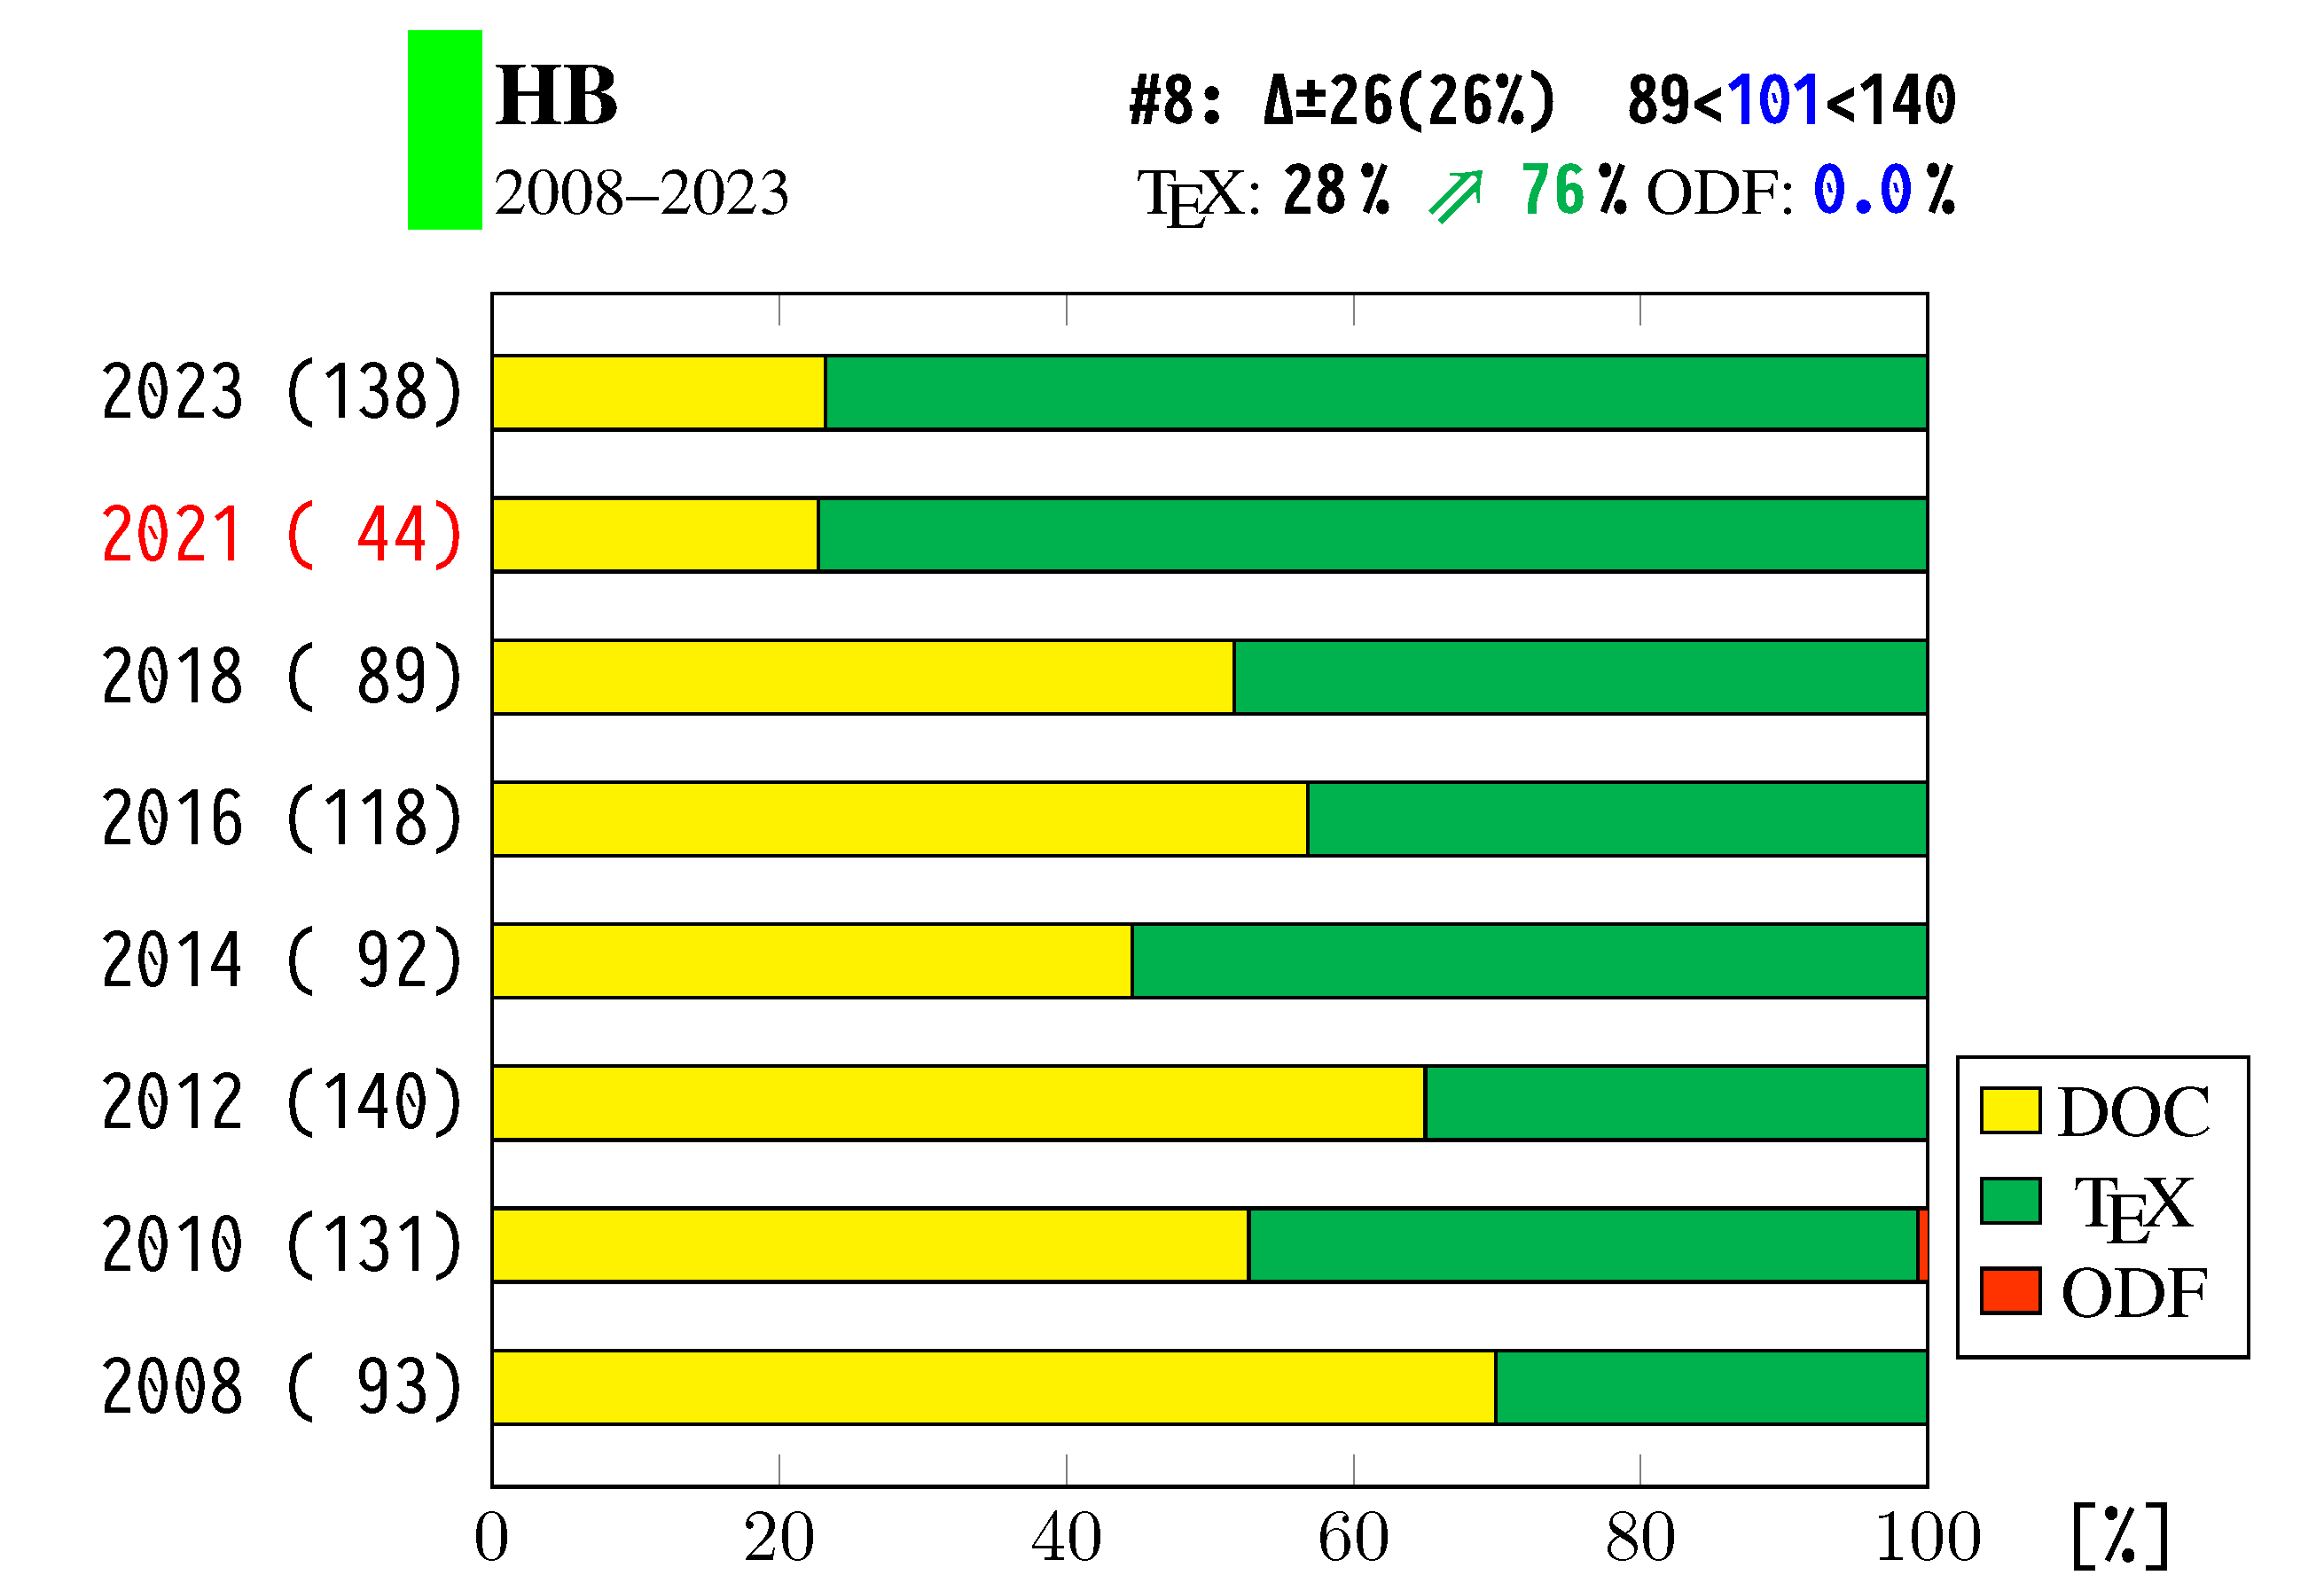 HB
#8: Δ±26(26%) 89<101<140
2008–2023
TEX: 28% ⇗ 76% ODF: 0.0%
2023 (138)
2021 ( 44)
2018 ( 89)
2016 (118)
2014 ( 92)
2012 (140)
2010 (131)
2008 ( 93)
DOC
TEX
ODF
0 20 40 60 80 100 [%]